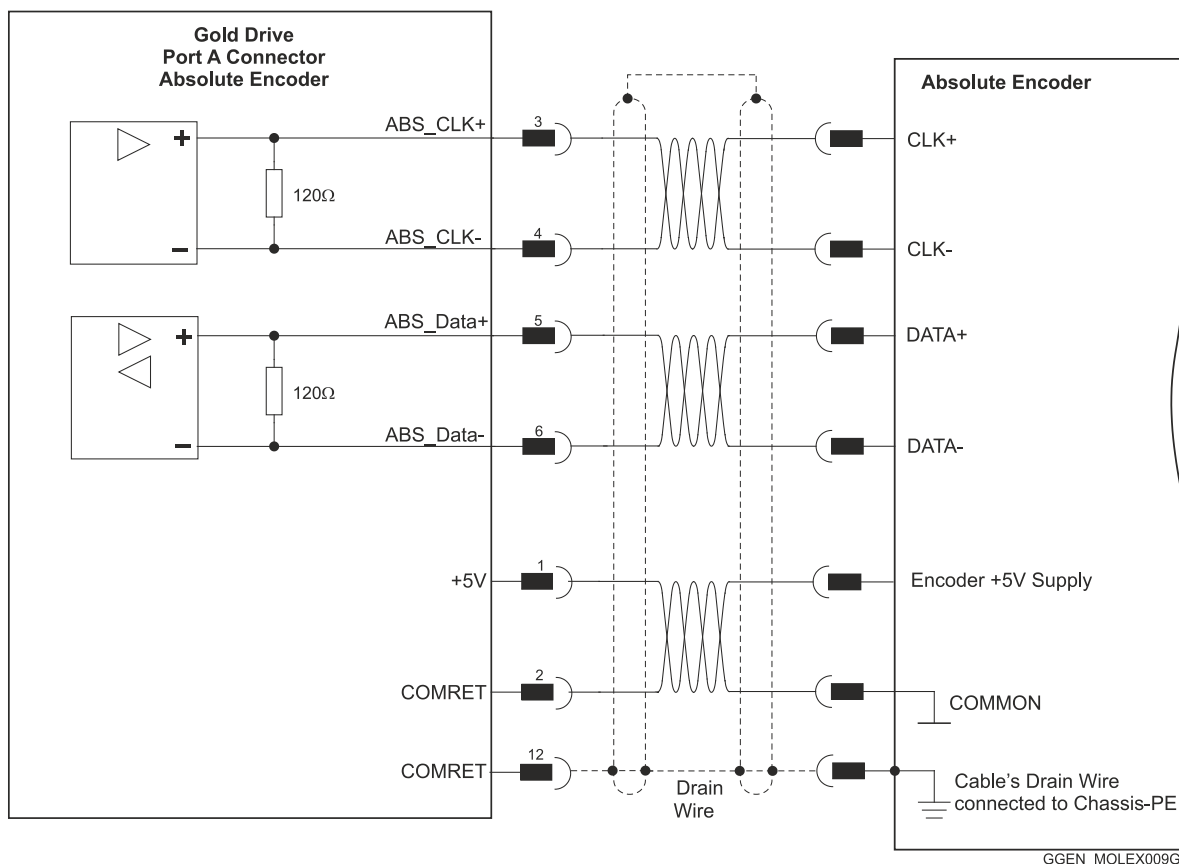 Gold Drive
Port A Connector
Absolute Encoder
Absolute Encoder
+
ABS_CLK+
3
CLK+
120Ω
–
ABS_CLK-
4
CLK-
+
ABS_Data+
5
DATA+
120Ω
–
ABS_Data-
6
DATA-
+5V
1
Encoder +5V Supply
COMRET
2
COMMON
COMRET
12
Drain
Wire
Cable's Drain Wire
connected to Chassis-PE
GGEN_MOLEX009G